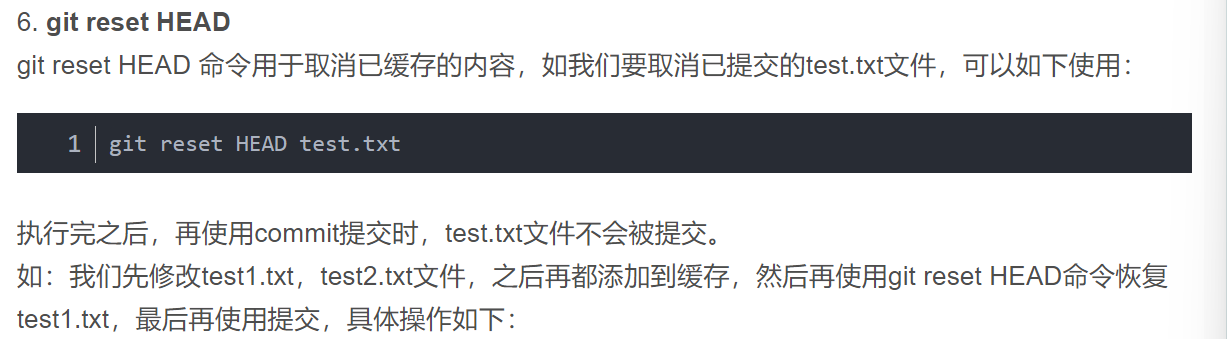 6. git reset HEAD
git reset HEAD 命令用于取消已缓存的内容，如我们要取消已提交的test.txt文件，可以如下使用：
1 git reset HEAD test.txt
执行完之后，再使用commit提交时，test.txt文件不会被提交。
如：我们先修改test1.txt，test2.txt文件，之后再都添加到缓存，然后再使用git reset HEAD命令恢复
test1.txt，最后再使用提交，具体操作如下：